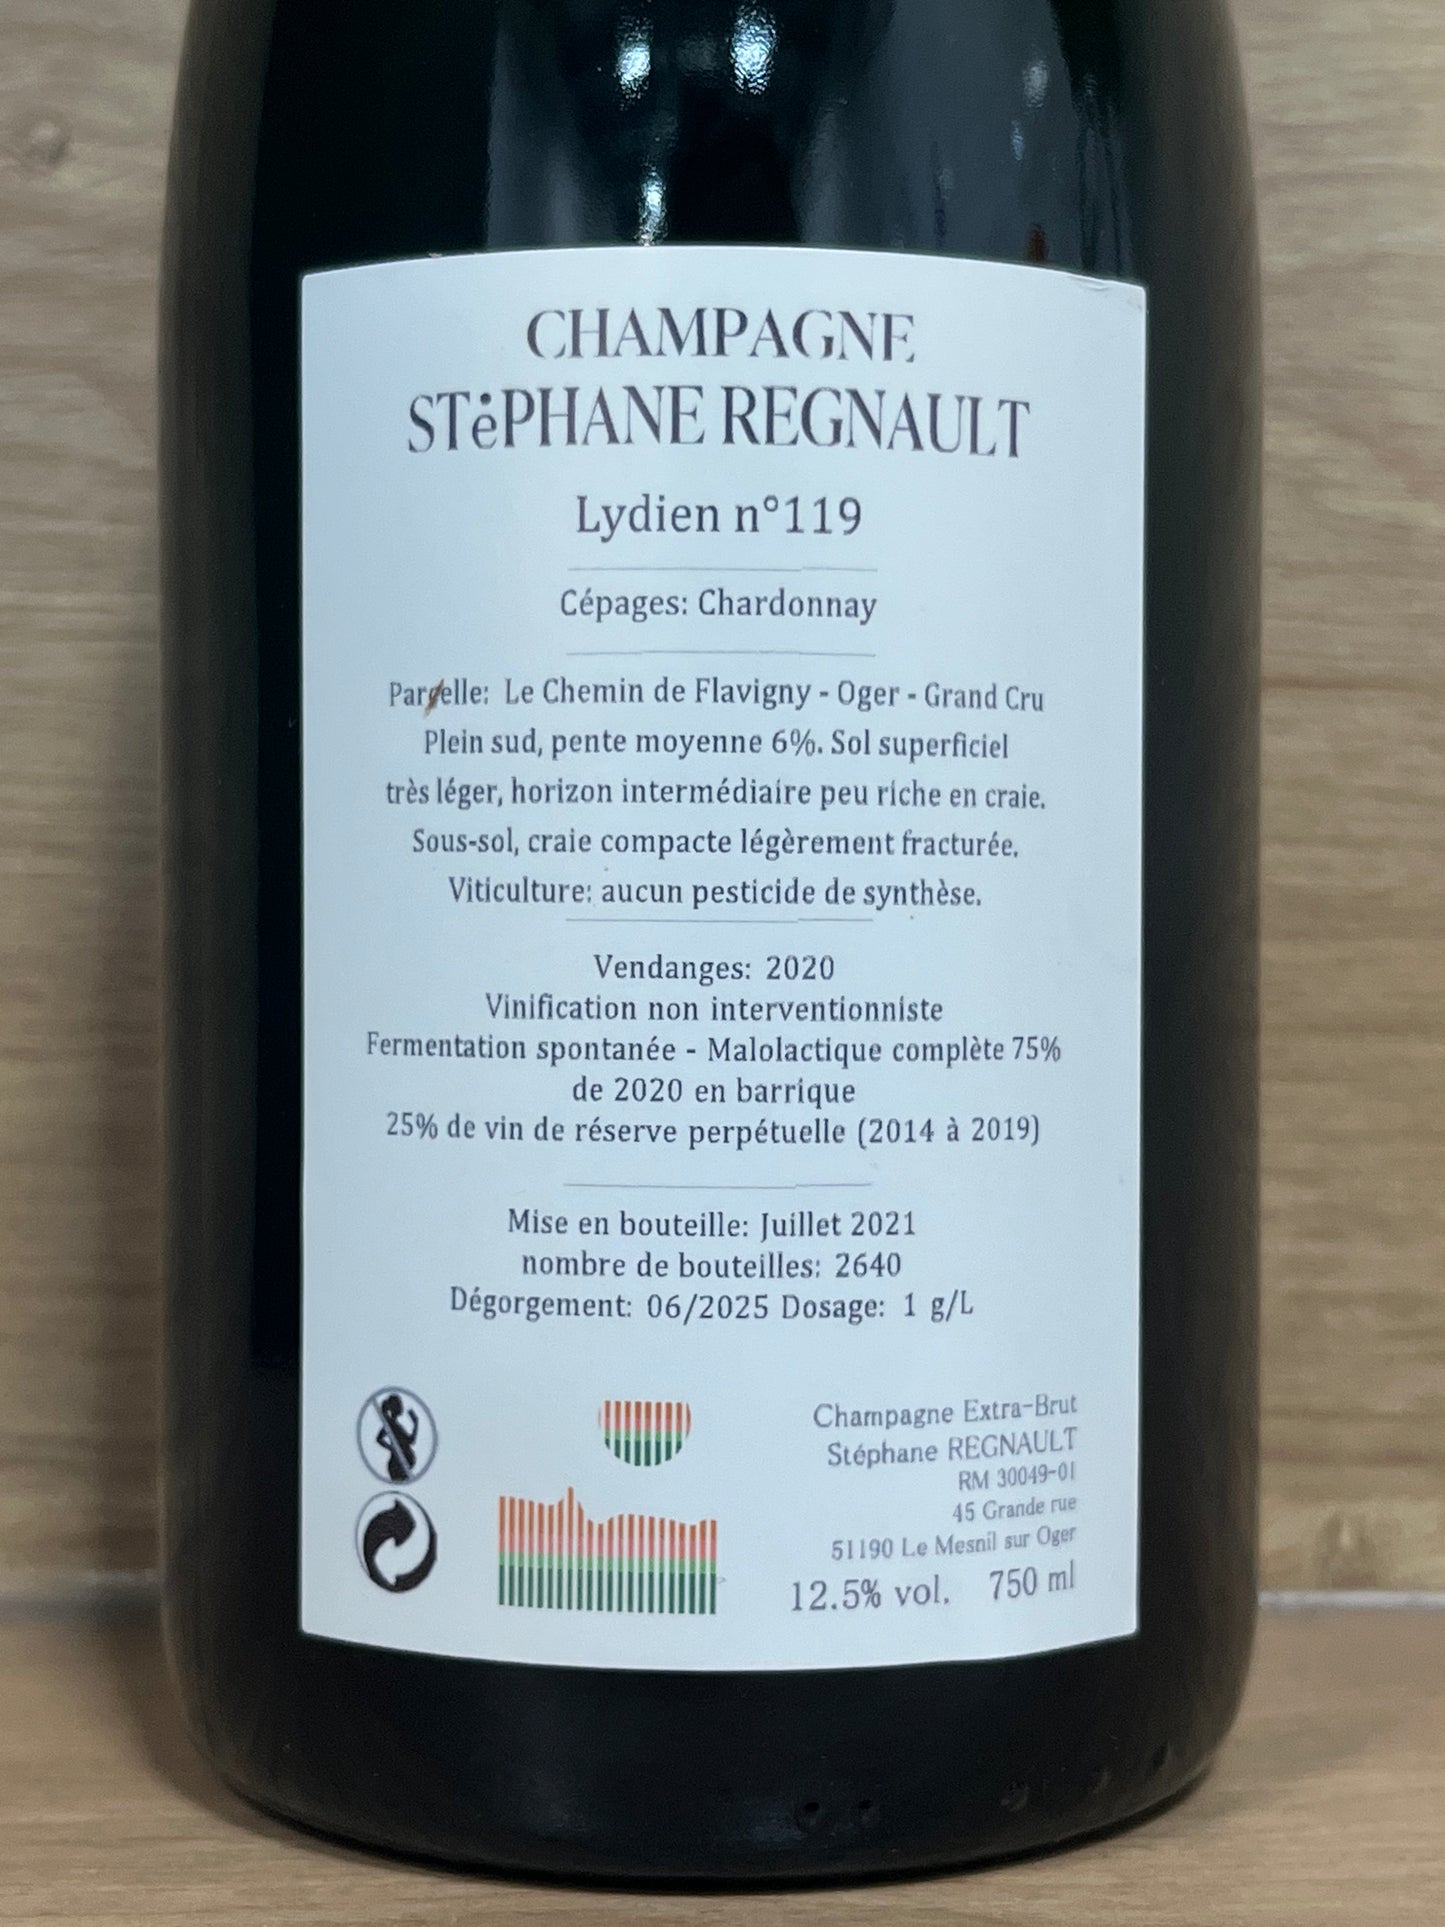 CHAMPAGNE
STėPHANE REGNAULT
Lydien n°119
Cépages: Chardonnay
Parcelle: Le Chemin de Flavigny - Oger - Grand Cru
Plein sud, pente moyenne 6%. Sol superficiel
très léger, horizon intermédiaire peu riche en craie.
Sous-sol, craie compacte légèrement fracturée.
Viticulture: aucun pesticide de synthèse.
Vendanges: 2020
Vinification non interventionniste
Fermentation spontanée - Malolactique complète 75%
de 2020 en barrique
25% de vin de réserve perpétuelle (2014 à 2019)
Mise en bouteille: Juillet 2021
nombre de bouteilles: 2640
Dégorgement: 06/2025 Dosage: 1 g/L
Champagne Extra-Brut
Stéphane REGNAULT
RM 30049-01
45 Grande rue
51190 Le Mesnil sur Oger
12.5% vol. 750 ml